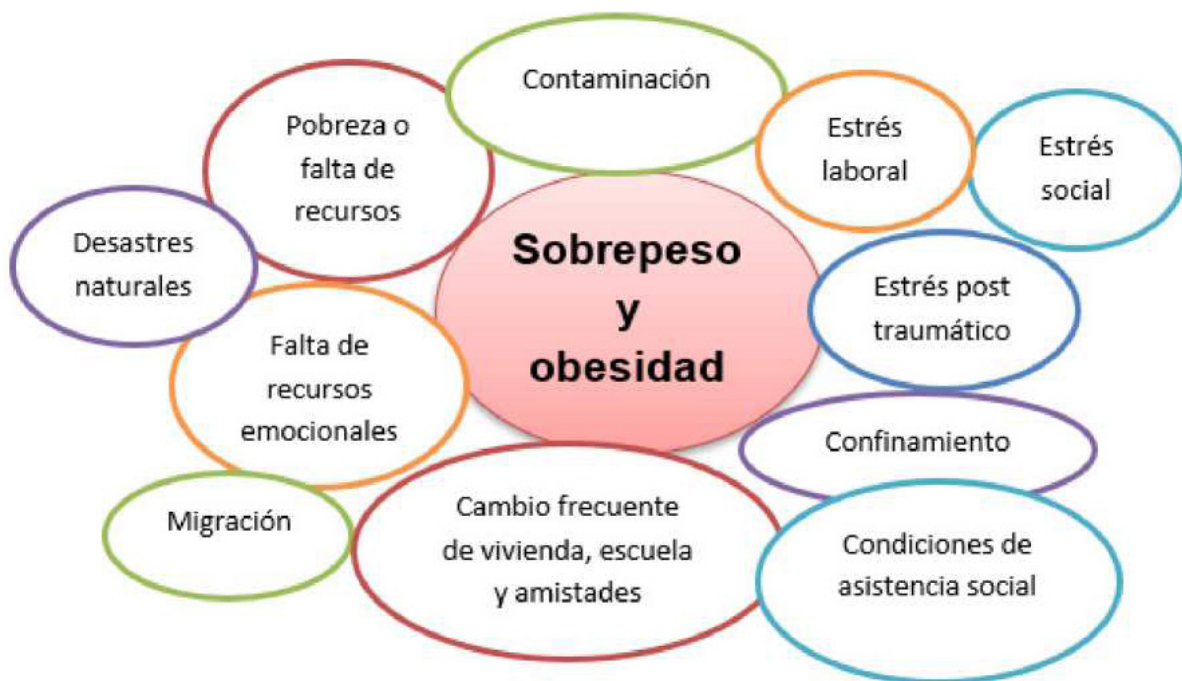 Contaminación
Pobreza o
falta de
recursos
Estrés
laboral
Estrés
social
Desastres
naturales
Sobrepeso
y
obesidad
Estrés post
traumático
Falta de
recursos
emocionales
Confinamiento
Migración
Cambio frecuente
de vivienda, escuela
y amistades
Condiciones de
asistencia social